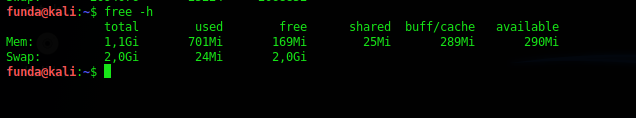 funda@kali:~$ free -h
total used free shared buff/cache available
Mem: 1,1Gi 701Mi 169Mi 25Mi 289Mi 290Mi
Swap: 2,0Gi 24Mi 2,0Gi
funda@kali:~$